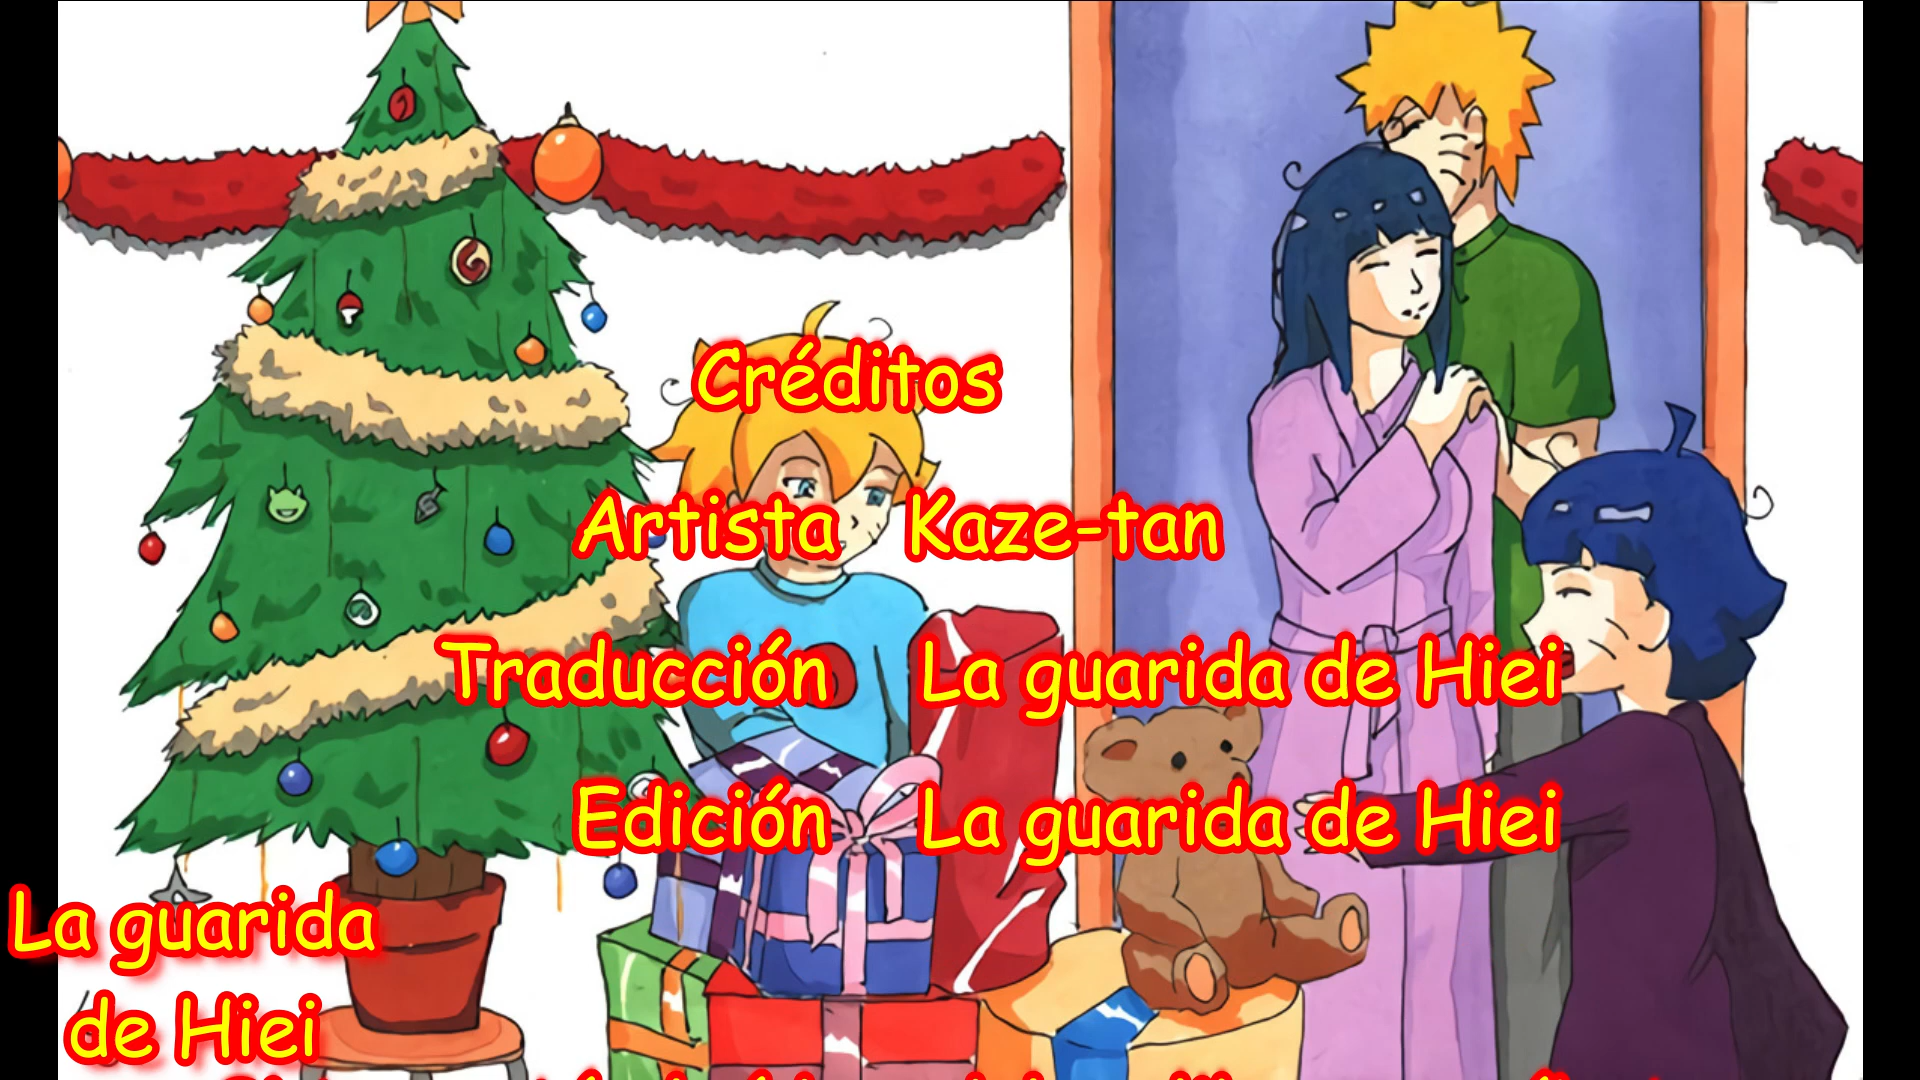 Créditos
Artista Kaze-tan
Traducción La guarida de Hiei
Edición La guarida de Hiei
La guarida
de Hiei